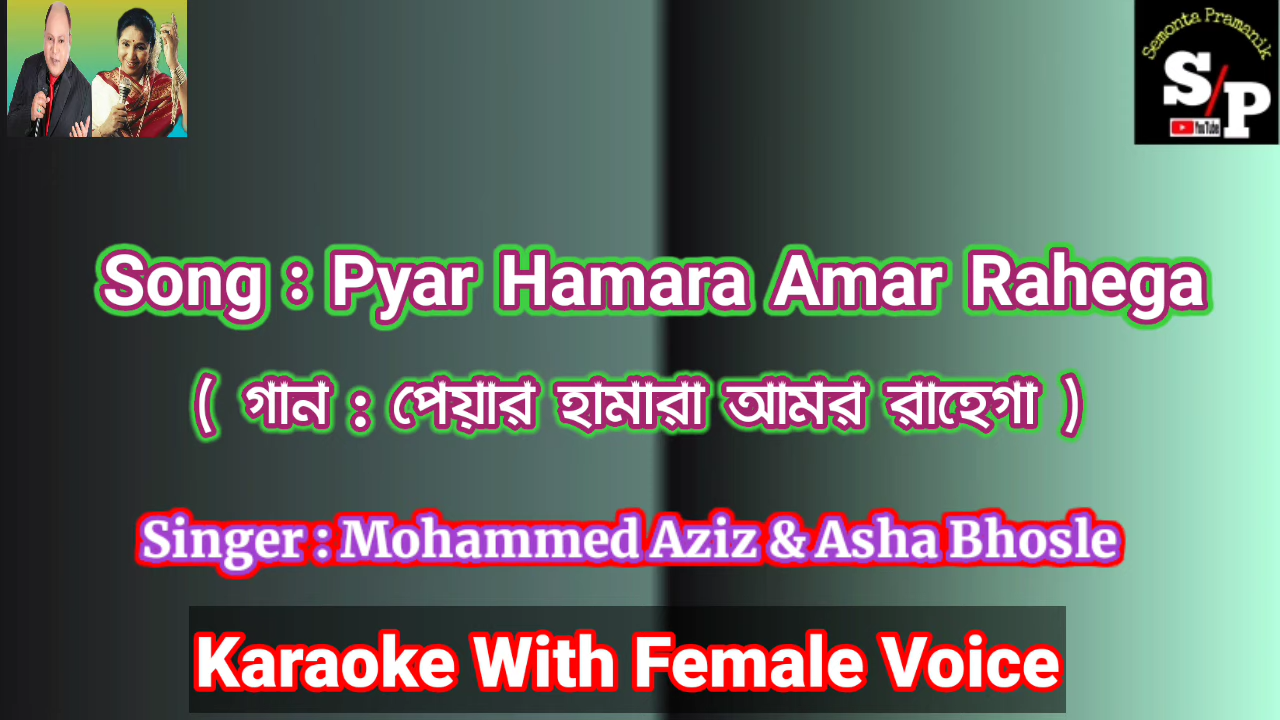 Semonta Pramanik
S/P
YouTube
Song : Pyar Hamara Amar Rahega
( গান : পেয়ার হামারা আমর রাহেগা )
Singer : Mohammed Aziz & Asha Bhosle
Karaoke With Female Voice